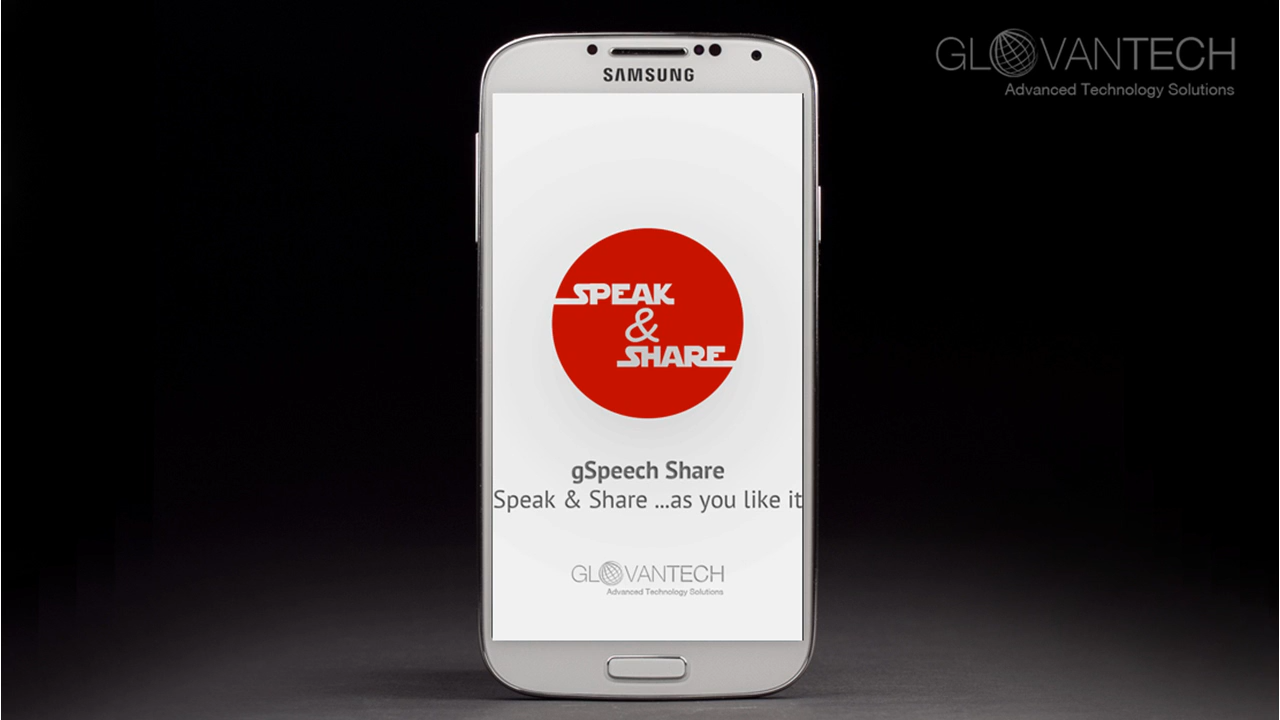 GLOVANTECH
Advanced Technology Solutions
SAMSUNG
SPEAK
&
SHARE
gSpeech Share
Speak & Share ...as you like it
GLOVANTECH
Advanced Technology Solutions